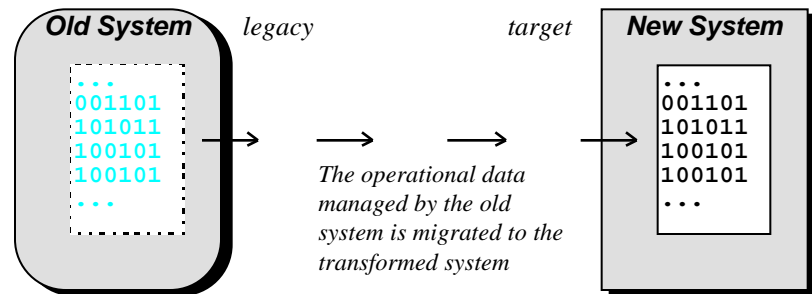 Old System
legacy
target
New System
...
001101
101011
100101
100101
...
The operational data
managed by the old
system is migrated to the
transformed system
...
001101
101011
100101
100101
...